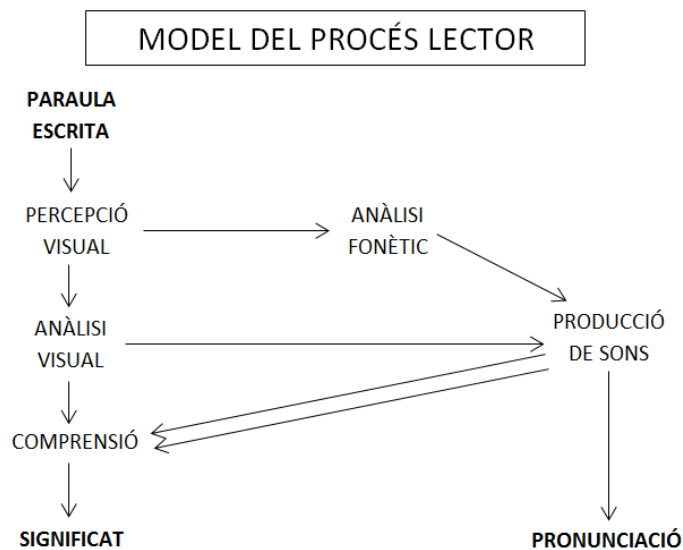 MODEL DEL PROCÉS LECTOR
PARAULA
ESCRITA
PERCEPCIÓ
VISUAL
ANÀLISI
FONÈTIC
ANÀLISI
VISUAL
PRODUCCIÓ
DE SONS
COMPRENSIÓ
SIGNIFICAT
PRONUNCIACIÓ